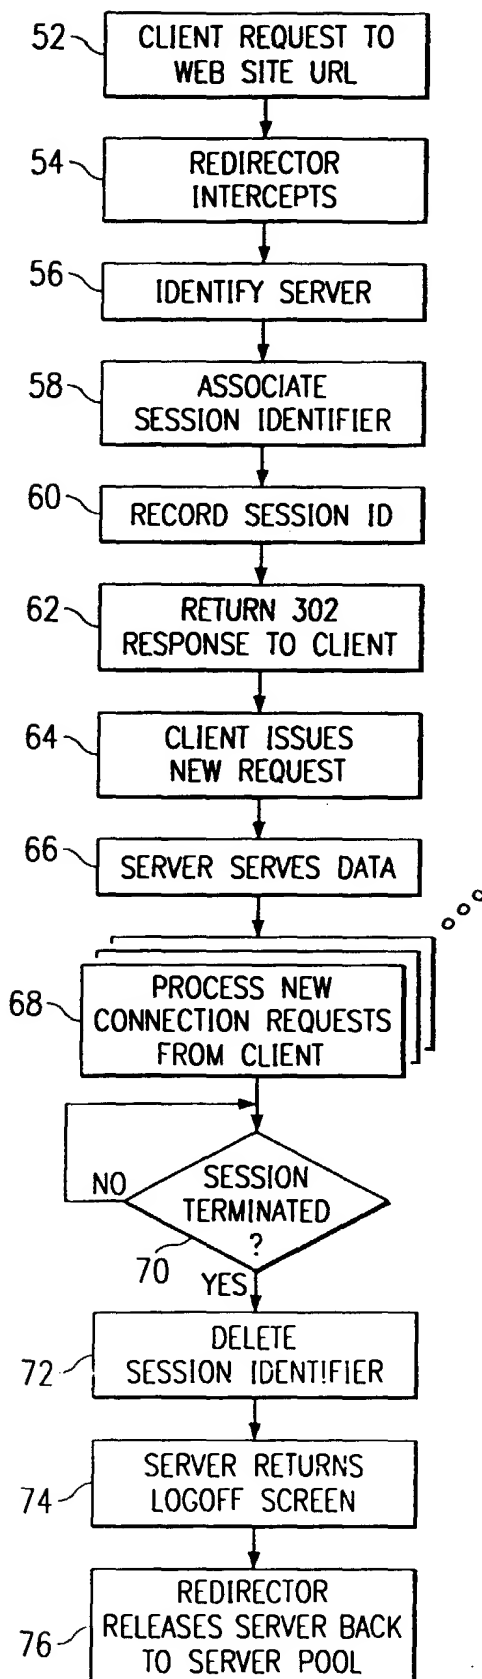 52
CLIENT REQUEST TO
WEB SITE URL
54
REDIRECTOR
INTERCEPTS
56
IDENTIFY SERVER
58
ASSOCIATE
SESSION IDENTIFIER
60
RECORD SESSION ID
62
RETURN 302
RESPONSE TO CLIENT
64
CLIENT ISSUES
NEW REQUEST
66
SERVER SERVES DATA
68
PROCESS NEW
CONNECTION REQUESTS
FROM CLIENT
NO
SESSION
TERMINATED
?
70
YES
72
DELETE
SESSION IDENTIFIER
74
SERVER RETURNS
LOGOFF SCREEN
76
REDIRECTOR
RELEASES SERVER BACK
TO SERVER POOL